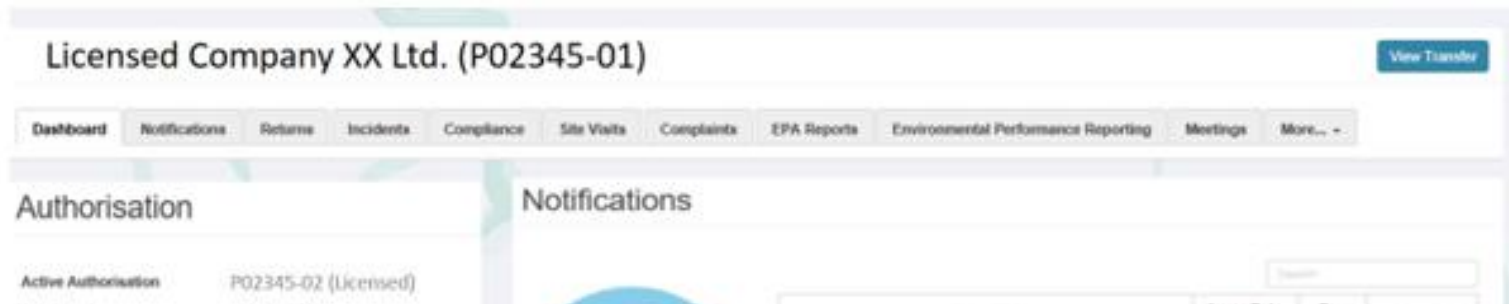 Licensed Company XX Ltd. (P02345-01)
View Transfer
Dashboard Notifications Returns Incidents Compliance Site Visits Complaints EPA Reports Environmental Performance Reporting Meetings More...
Authorisation
Notifications
Active Authorisation P02345-02 (Licensed)
Search